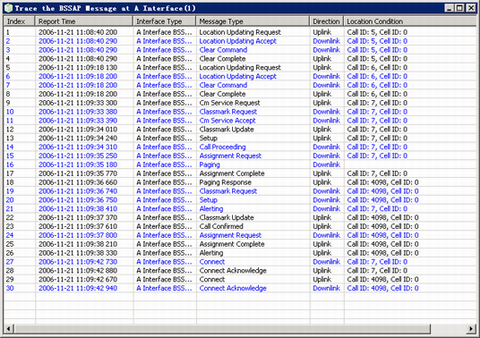 Trace the BSSAP Message at A Interface(1)
Index Report Time Interface Type Message Type Direction Location Condition
1 2006-11-21 11:08:40 200 A Interface BSS... Location Updating Request Uplink Call ID: 5, Cell ID: 0
2 2006-11-21 11:08:40 290 A Interface BSS... Location Updating Accept Downlink Call ID: 5, Cell ID: 0
3 2006-11-21 11:08:40 290 A Interface BSS... Clear Command Downlink Call ID: 5, Cell ID: 0
4 2006-11-21 11:08:40 290 A Interface BSS... Clear Complete Uplink Call ID: 5, Cell ID: 0
5 2006-11-21 11:09:18 130 A Interface BSS... Location Updating Request Uplink Call ID: 6, Cell ID: 0
6 2006-11-21 11:09:18 200 A Interface BSS... Location Updating Accept Downlink Call ID: 6, Cell ID: 0
7 2006-11-21 11:09:18 200 A Interface BSS... Clear Command Downlink Call ID: 6, Cell ID: 0
8 2006-11-21 11:09:18 200 A Interface BSS... Clear Complete Uplink Call ID: 6, Cell ID: 0
9 2006-11-21 11:09:33 300 A Interface BSS... Cm Service Request Uplink Call ID: 7, Cell ID: 0
10 2006-11-21 11:09:33 380 A Interface BSS... Classmark Request Downlink Call ID: 7, Cell ID: 0
11 2006-11-21 11:09:33 390 A Interface BSS... Cm Service Accept Downlink Call ID: 7, Cell ID: 0
12 2006-11-21 11:09:34 010 A Interface BSS... Classmark Update Uplink Call ID: 7, Cell ID: 0
13 2006-11-21 11:09:34 240 A Interface BSS... Setup Uplink Call ID: 7, Cell ID: 0
14 2006-11-21 11:09:34 310 A Interface BSS... Call Proceeding Downlink Call ID: 7, Cell ID: 0
15 2006-11-21 11:09:35 250 A Interface BSS... Assignment Request Downlink Call ID: 7, Cell ID: 0
16 2006-11-21 11:09:35 180 A Interface BSS... Paging Downlink
17 2006-11-21 11:09:35 770 A Interface BSS... Assignment Complete Uplink Call ID: 7, Cell ID: 0
18 2006-11-21 11:09:36 660 A Interface BSS... Paging Response Uplink Call ID: 4098, Cell ID: 0
19 2006-11-21 11:09:36 740 A Interface BSS... Classmark Request Downlink Call ID: 4098, Cell ID: 0
20 2006-11-21 11:09:36 750 A Interface BSS... Setup Downlink Call ID: 4098, Cell ID: 0
21 2006-11-21 11:09:38 410 A Interface BSS... Alerting Downlink Call ID: 7, Cell ID: 0
22 2006-11-21 11:09:37 370 A Interface BSS... Classmark Update Uplink Call ID: 4098, Cell ID: 0
23 2006-11-21 11:09:37 610 A Interface BSS... Call Confirmed Uplink Call ID: 4098, Cell ID: 0
24 2006-11-21 11:09:37 800 A Interface BSS... Assignment Request Downlink Call ID: 4098, Cell ID: 0
25 2006-11-21 11:09:38 210 A Interface BSS... Assignment Complete Uplink Call ID: 4098, Cell ID: 0
26 2006-11-21 11:09:38 330 A Interface BSS... Alerting Uplink Call ID: 4098, Cell ID: 0
27 2006-11-21 11:09:42 730 A Interface BSS... Connect Downlink Call ID: 7, Cell ID: 0
28 2006-11-21 11:09:42 880 A Interface BSS... Connect Acknowledge Uplink Call ID: 7, Cell ID: 0
29 2006-11-21 11:09:42 670 A Interface BSS... Connect Uplink Call ID: 4098, Cell ID: 0
30 2006-11-21 11:09:42 940 A Interface BSS... Connect Acknowledge Downlink Call ID: 4098, Cell ID: 0